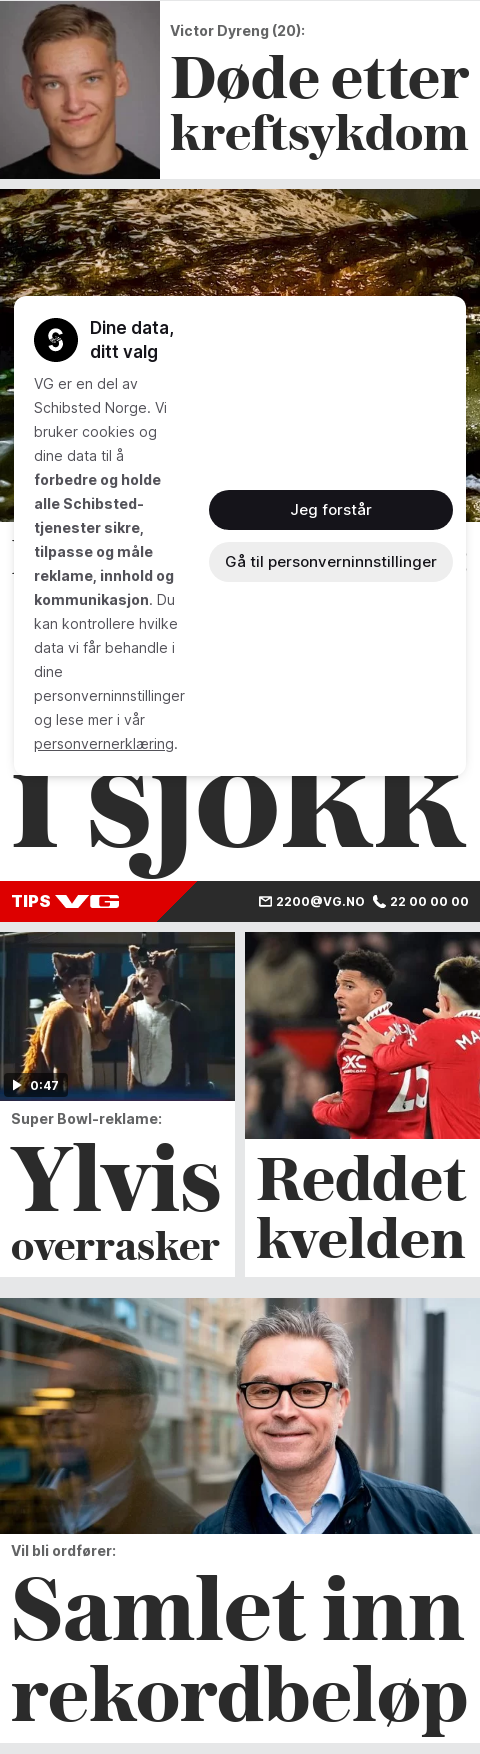 Victor Dyreng (20):
Døde etter
kreftsykdom
Dine data,
ditt valg
VG er en del av
Schibsted Norge. Vi
bruker cookies og
dine data til å
forbedre og holde
alle Schibsted-
tjenester sikre,
tilpasse og måle
reklame, innhold og
kommunikasjon. Du
kan kontrollere hvilke
data vi får behandle i
dine
personverninnstillinger
og lese mer i vår
personvernerklæring.
Jeg forstår
Gå til personverninnstillinger
i sjokk
TIPS VG
2200@VG.NO 22 00 00 00
0:47
Super Bowl-reklame:
Ylvis
overrasker
25
MA
Reddet
kvelden
Vil bli ordfører:
Samlet inn
rekordbeløp